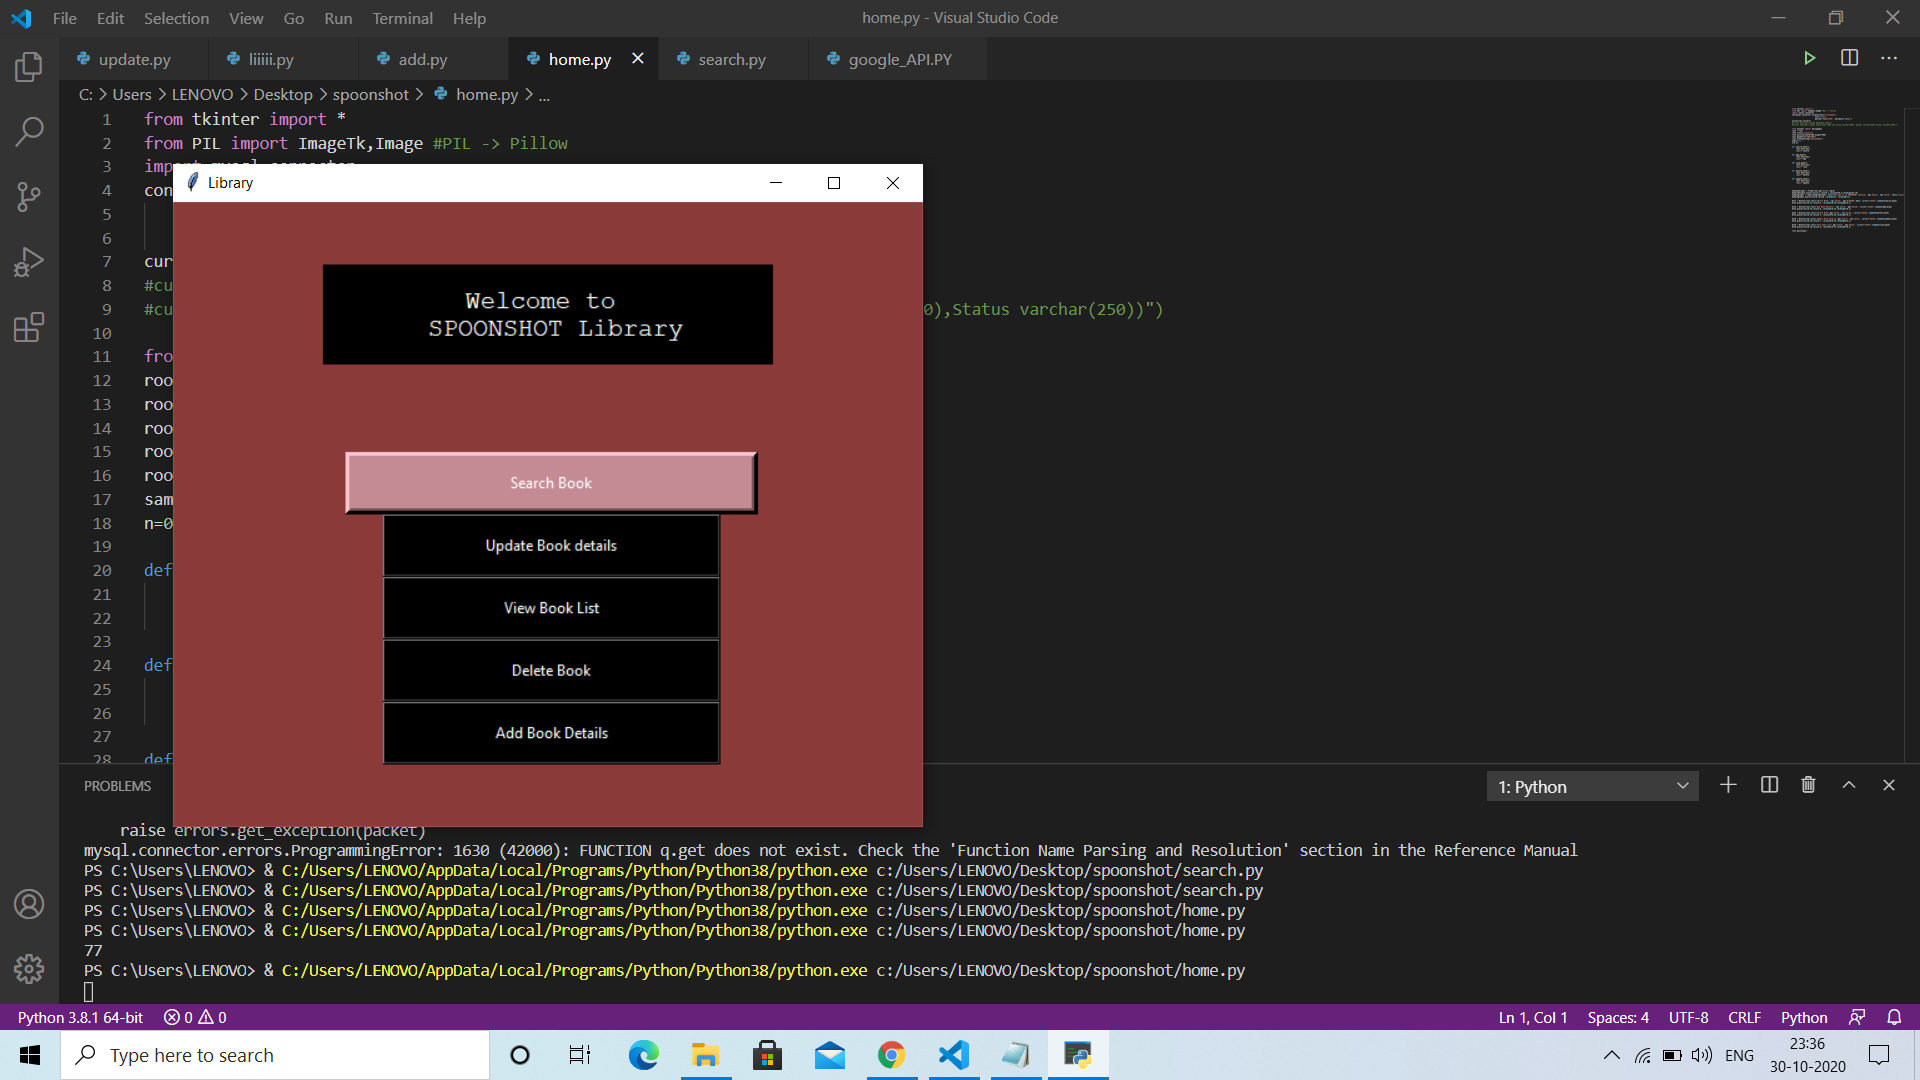 File Edit Selection View Go Run Terminal Help
home.py - Visual Studio Code
update.py liiiii.py add.py home.py search.py google_API.PY
C: > Users > LENOVO > Desktop > spoonshot > home.py > ...
1 from tkinter import *
2 from PIL import ImageTk,Image #PIL -> Pillow
3 import mysql.connector
4 con
5
6
7 cur
8 #cu
9 #cu 0),Status varchar(250))")
10
11 fro
12 roo
13 roo
14 roo
15 roo
16 roo
17 sam
18 n=0
19
20 def
21
22
23
24 def
25
26
27
28 def
Library
Welcome to
SPOONSHOT Library
Search Book
Update Book details
View Book List
Delete Book
Add Book Details
PROBLEMS
1: Python
raise errors.get_exception(packet)
mysql.connector.errors.ProgrammingError: 1630 (42000): FUNCTION q.get does not exist. Check the 'Function Name Parsing and Resolution' section in the Reference Manual
PS C:\Users\LENOVO> & C:/Users/LENOVO/AppData/Local/Programs/Python/Python38/python.exe c:/Users/LENOVO/Desktop/spoonshot/search.py
PS C:\Users\LENOVO> & C:/Users/LENOVO/AppData/Local/Programs/Python/Python38/python.exe c:/Users/LENOVO/Desktop/spoonshot/search.py
PS C:\Users\LENOVO> & C:/Users/LENOVO/AppData/Local/Programs/Python/Python38/python.exe c:/Users/LENOVO/Desktop/spoonshot/home.py
PS C:\Users\LENOVO> & C:/Users/LENOVO/AppData/Local/Programs/Python/Python38/python.exe c:/Users/LENOVO/Desktop/spoonshot/home.py
77
PS C:\Users\LENOVO> & C:/Users/LENOVO/AppData/Local/Programs/Python/Python38/python.exe c:/Users/LENOVO/Desktop/spoonshot/home.py
Python 3.8.1 64-bit 0 0
Ln 1, Col 1 Spaces: 4 UTF-8 CRLF Python
Type here to search
ENG
23:36
30-10-2020